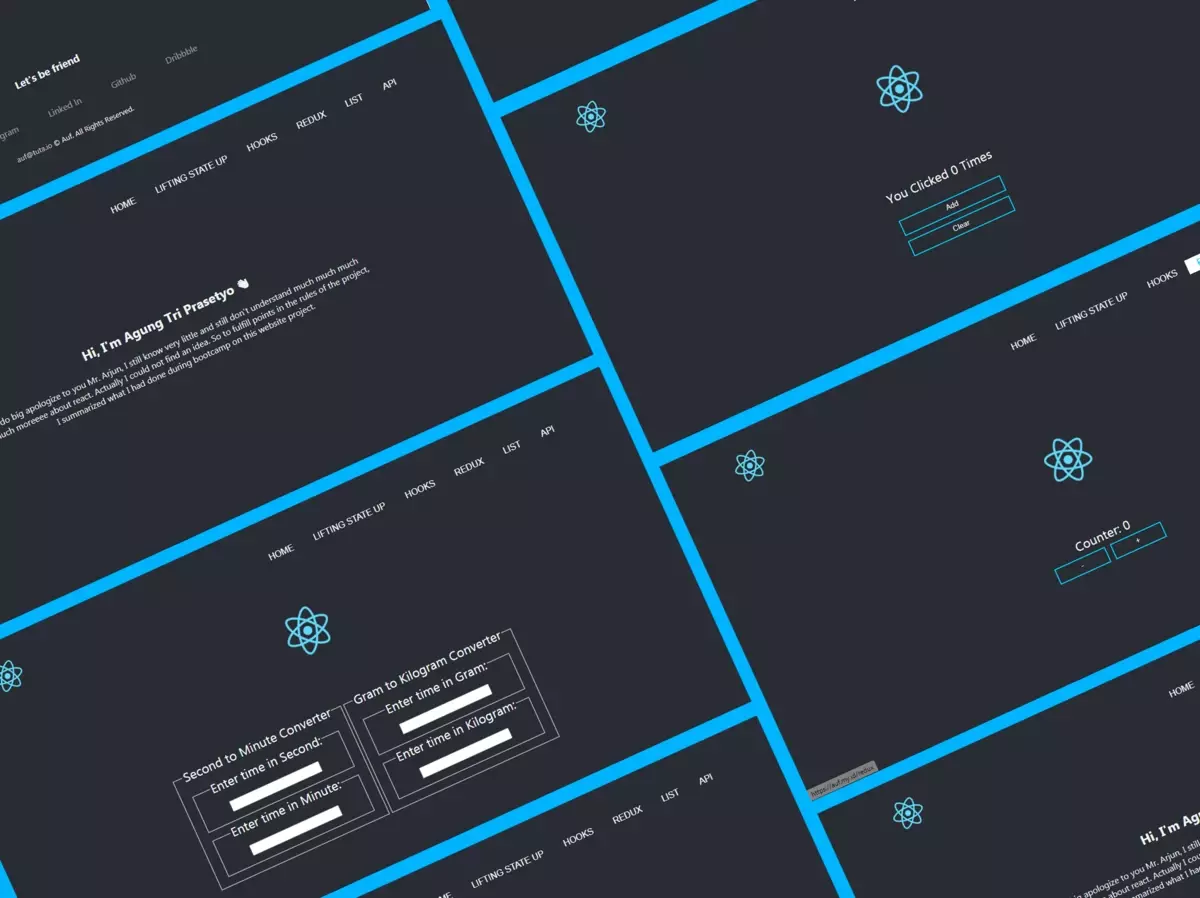 Let's be friend
gram
Linked In
Github
Dribbble
auf@tuta.io © Auf. All Rights Reserved.
HOME
LIFTING STATE UP
HOOKS
REDUX
LIST
API
Hi, I'm Agung Tri Prasetyo 👋
do big apologize to you Mr. Arjun, I still know very little and still don't understand much much much
uch moreeee about react. Actually I could not find an idea. So to fulfill points in the rules of the project,
I summarized what I had done during bootcamp on this website project.
You Clicked 0 Times
Add
Clear
HOME
LIFTING STATE UP
HOOKS
Counter: 0
-
+
https://auf.my.id/redux
HOME
LIFTING STATE UP
HOOKS
REDUX
LIST
API
Second to Minute Converter
Enter time in Second:
Enter time in Minute:
Gram to Kilogram Converter
Enter time in Gram:
Enter time in Kilogram:
ME
LIFTING STATE UP
HOOKS
REDUX
LIST
API
HOME
Hi, I'm Agu
apologize to you Mr. Arjun, I still
about react. Actually I cou
marized what I ha